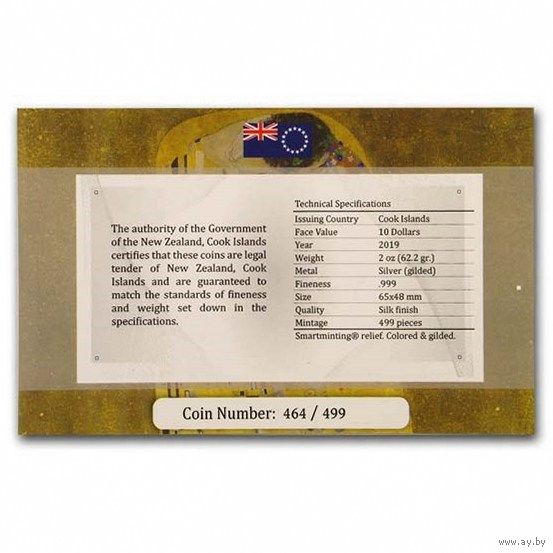 The authority of the Government
of the New Zealand, Cook Islands
certifies that these coins are legal
tender of New Zealand, Cook
Islands and are guaranteed to
match the standards of fineness
and weight set down in the
specifications.
Technical Specifications
Issuing Country Cook Islands
Face Value 10 Dollars
Year 2019
Weight 2 oz (62.2 gr.)
Metal Silver (gilded)
Fineness .999
Size 65x48 mm
Quality Silk finish
Mintage 499 pieces
Smartminting® relief. Colored & gilded.
Coin Number: 464 / 499
www.ay.by